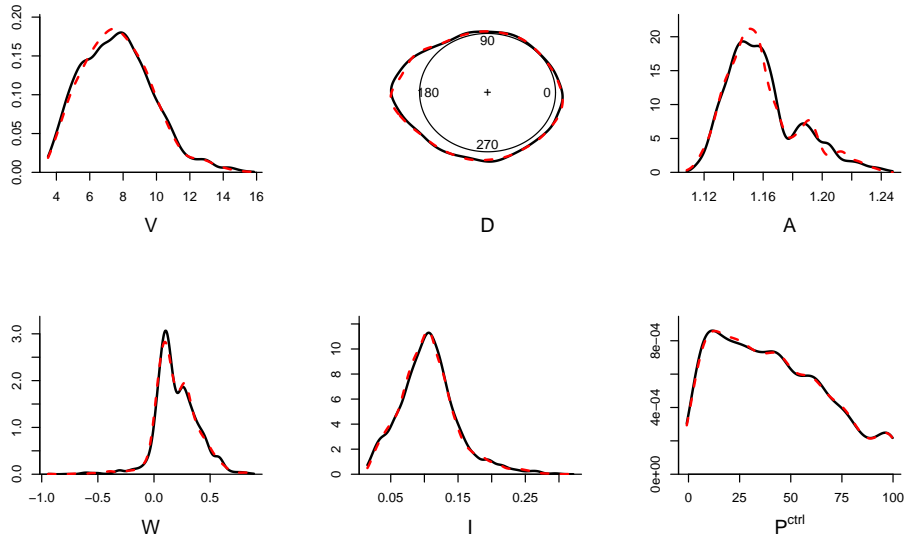 0.00 0.05 0.10 0.15 0.20
4 6 8 10 12 14 16
V
90
180 + 0
270
D
0 5 10 15 20
1.12 1.16 1.20 1.24
A
0.0 1.0 2.0 3.0
−1.0 −0.5 0.0 0.5
W
0 2 4 6 10
0.05 0.15 0.25
I
0e+00 4e−04 8e−04
0 25 50 75 100
P^ctrl